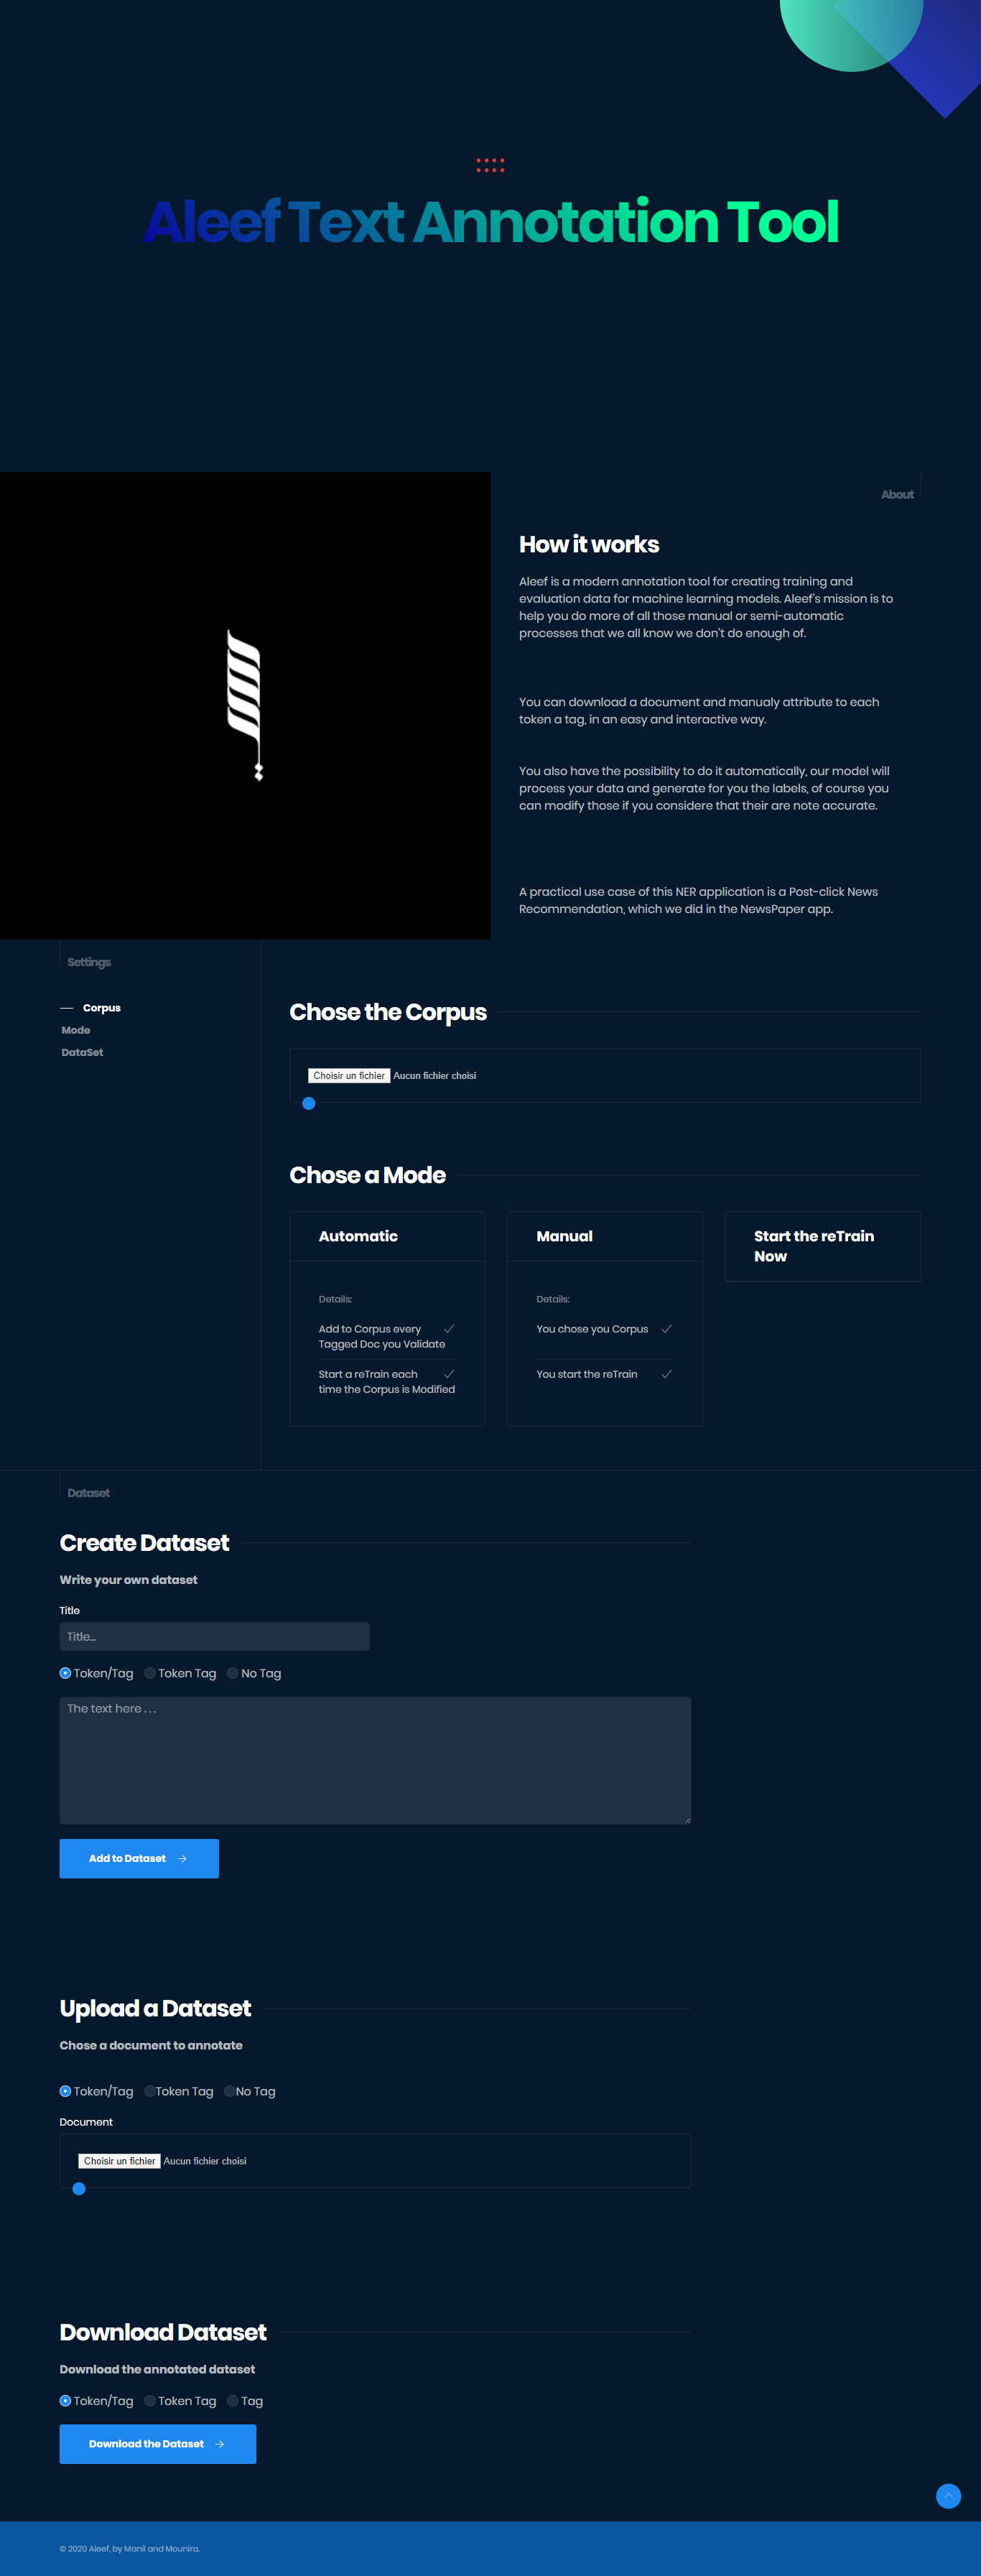 Aleef Text Annotation Tool
About
How it works
Aleef is a modern annotation tool for creating training and
evaluation data for machine learning models. Aleef's mission is to
help you do more of all those manual or semi-automatic
processes that we all know we don't do enough of.
You can download a document and manualy attribute to each
token a tag, in an easy and interactive way.
You also have the possibility to do it automatically, our model will
process your data and generate for you the labels, of course you
can modify those if you considere that their are note accurate.
A practical use case of this NER application is a Post-click News
Recommendation, which we did in the NewsPaper app.
Settings
Corpus
Mode
DataSet
Chose the Corpus
Choisir un fichier Aucun fichier choisi
Chose a Mode
Automatic
Details:
Add to Corpus every
Tagged Doc you Validate
Start a reTrain each
time the Corpus is Modified
Manual
Details:
You chose you Corpus
You start the reTrain
Start the reTrain
Now
Dataset
Create Dataset
Write your own dataset
Title
Title...
Token/Tag Token Tag No Tag
The text here . . .
Add to Dataset
Upload a Dataset
Chose a document to annotate
Token/Tag Token Tag No Tag
Document
Choisir un fichier Aucun fichier choisi
Download Dataset
Download the annotated dataset
Token/Tag Token Tag Tag
Download the Dataset
© 2020 Aleef, by Manil and Mounira.